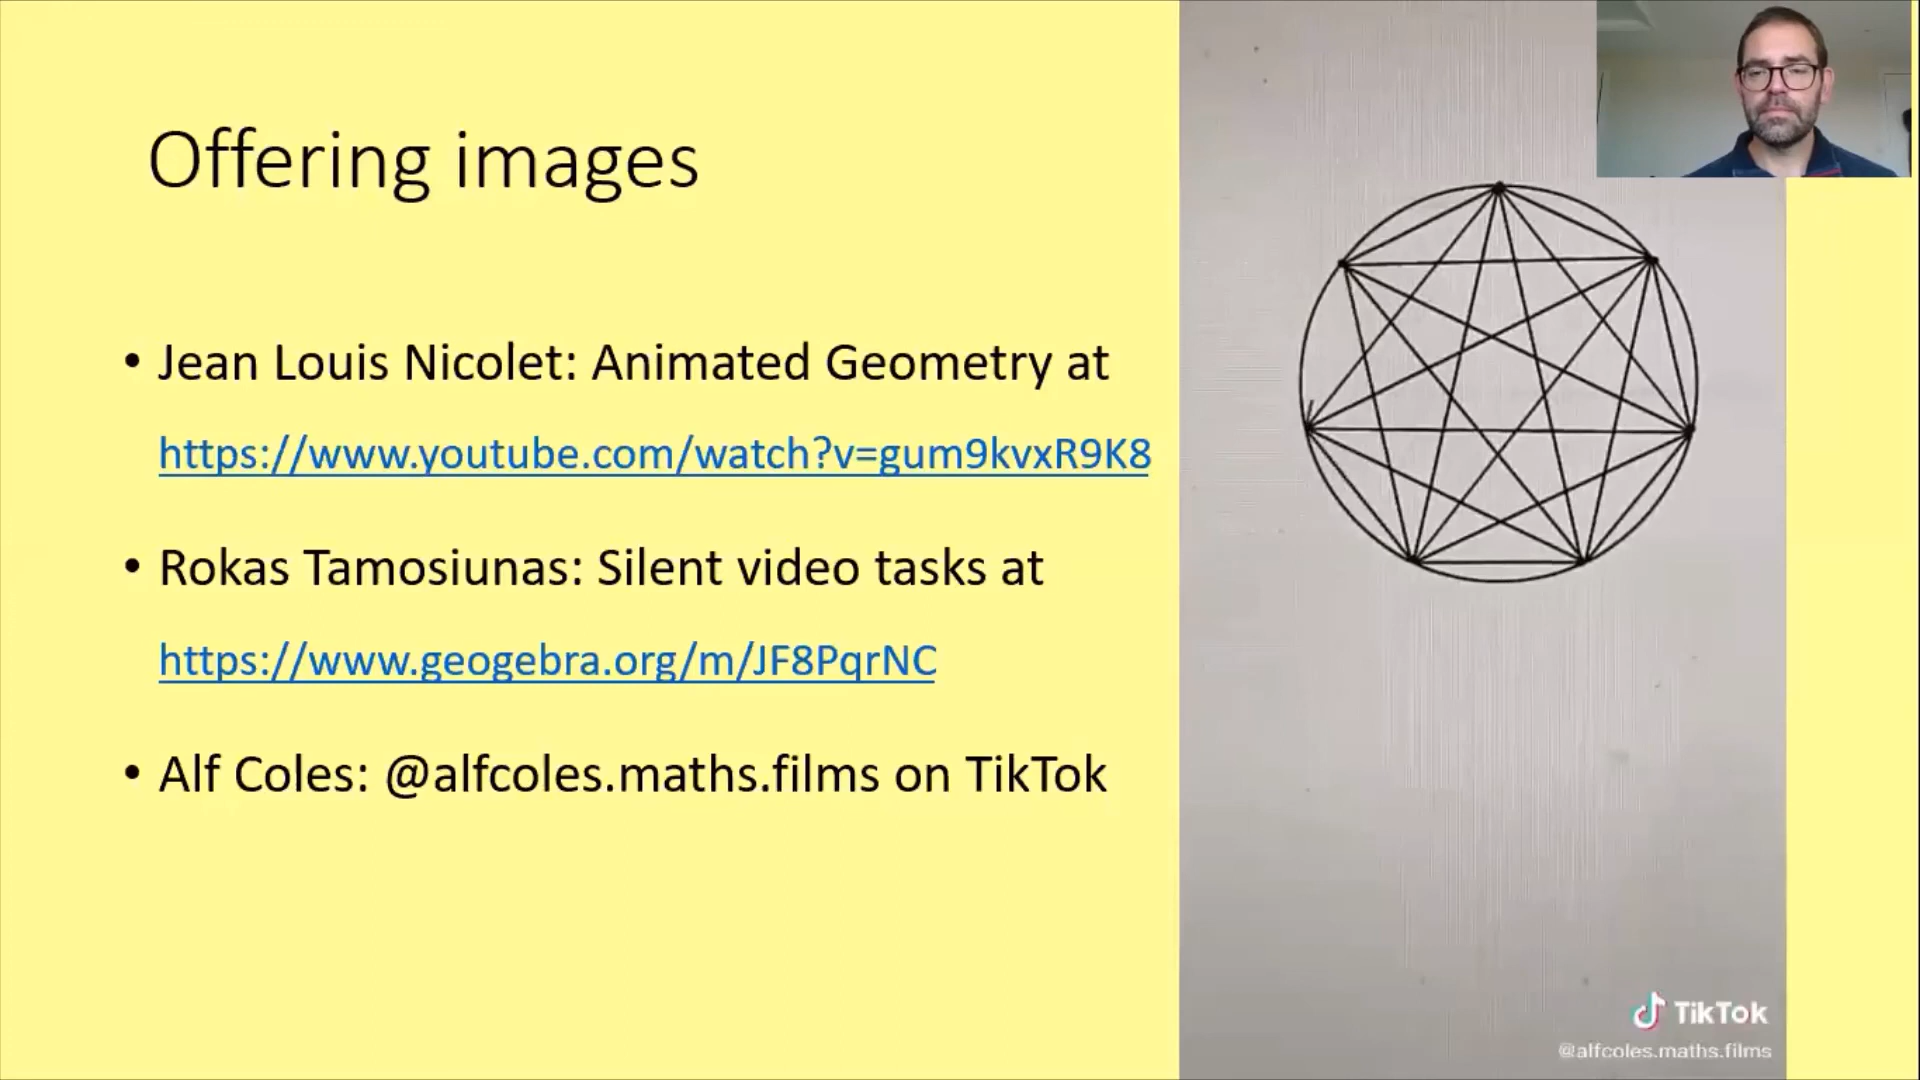 Offering images
• Jean Louis Nicolet: Animated Geometry at
https://www.youtube.com/watch?v=gum9kvxR9K8
• Rokas Tamosiunas: Silent video tasks at
https://www.geogebra.org/m/JF8PqrNC
• Alf Coles: @alfcoles.maths.films on TikTok
TikTok
@alfcoles.maths.films